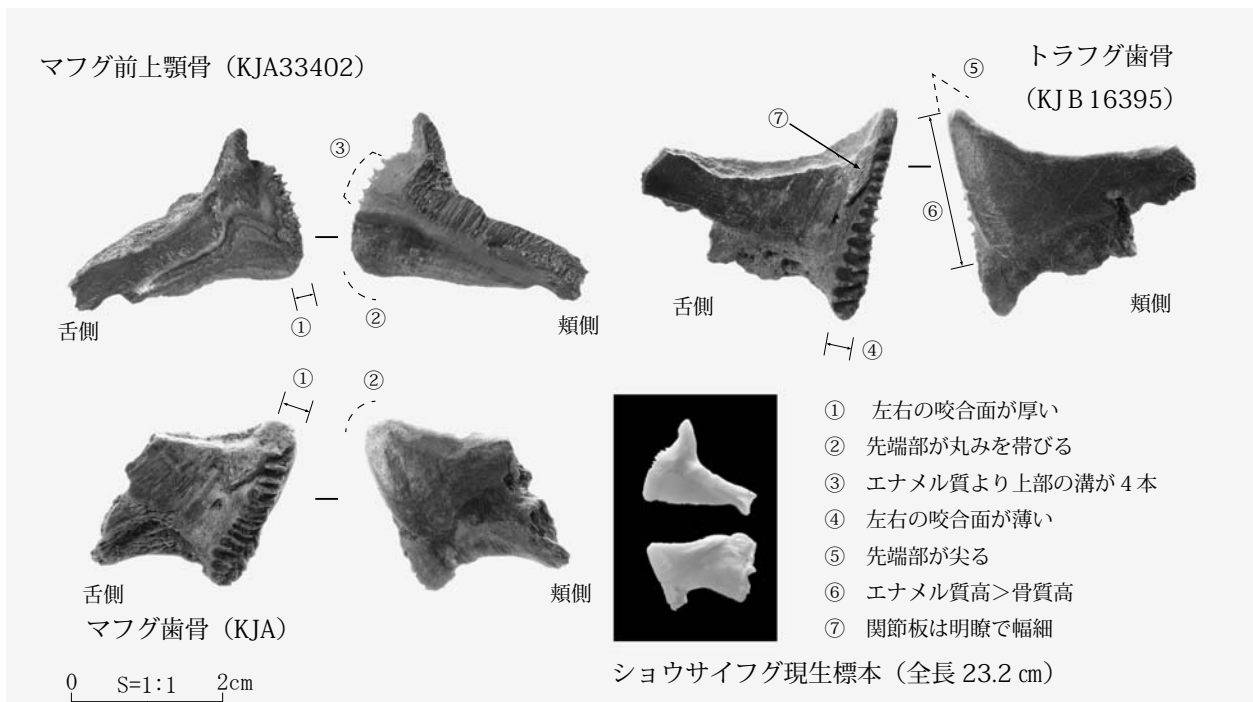 マフグ前上顎骨（KJA33402）
③
舌側
①
②
頬側
トラフグ歯骨
（KJB16395）
⑤
⑦
⑥
舌側
頬側
④
①
②
舌側
頬側
マフグ歯骨（KJA）
0 S=1:1 2cm
① 左右の咬合面が厚い
② 先端部が丸みを帯びる
③ エナメル質より上部の溝が4本
④ 左右の咬合面が薄い
⑤ 先端部が尖る
⑥ エナメル質高＞骨質高
⑦ 関節板は明瞭で幅細
ショウサイフグ現生標本（全長 23.2 ㎝）